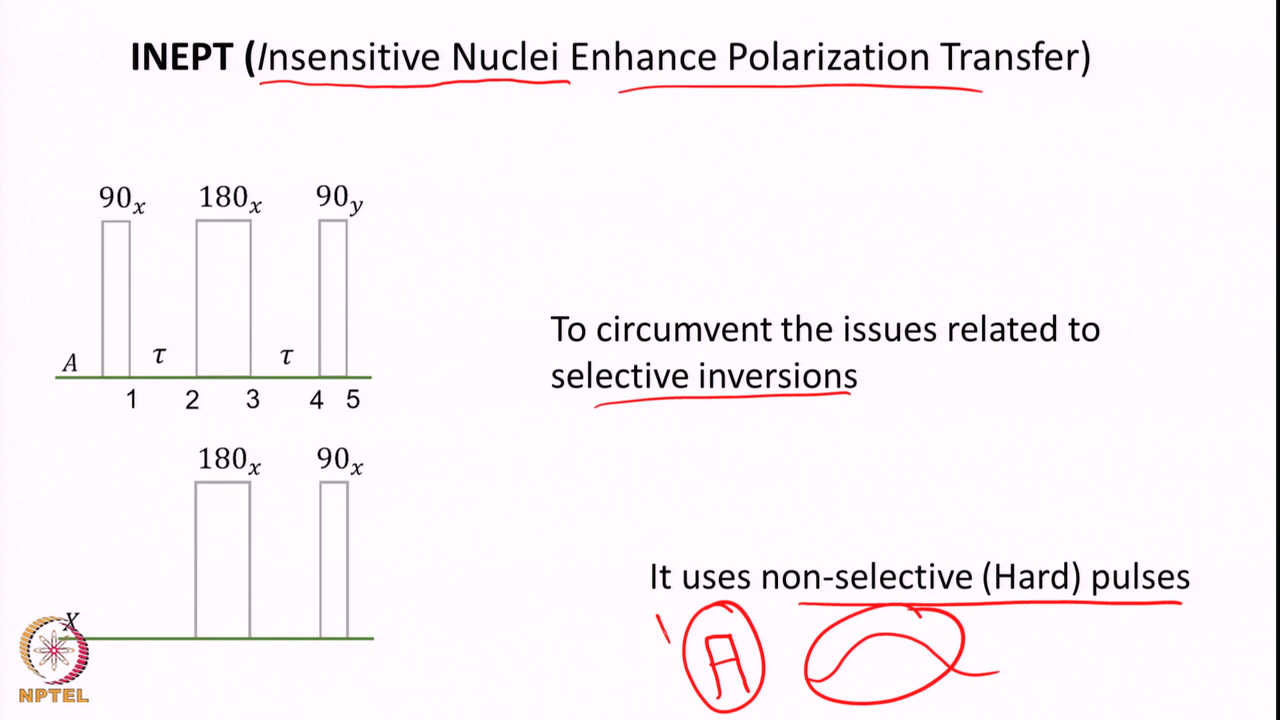 INEPT (Insensitive Nuclei Enhance Polarization Transfer)
90x 180x 90y
A τ τ
1 2 3 4 5
To circumvent the issues related to
selective inversions
180x 90x
It uses non-selective (Hard) pulses
X
NPTEL